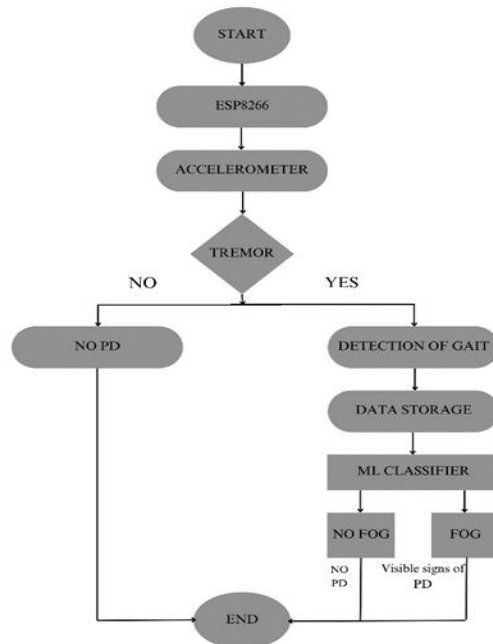 START
ESP8266
ACCELEROMETER
TREMOR
NO
YES
NO PD
DETECTION OF GAIT
DATA STORAGE
ML CLASSIFIER
NO FOG
FOG
NO
PD
Visible signs of
PD
END